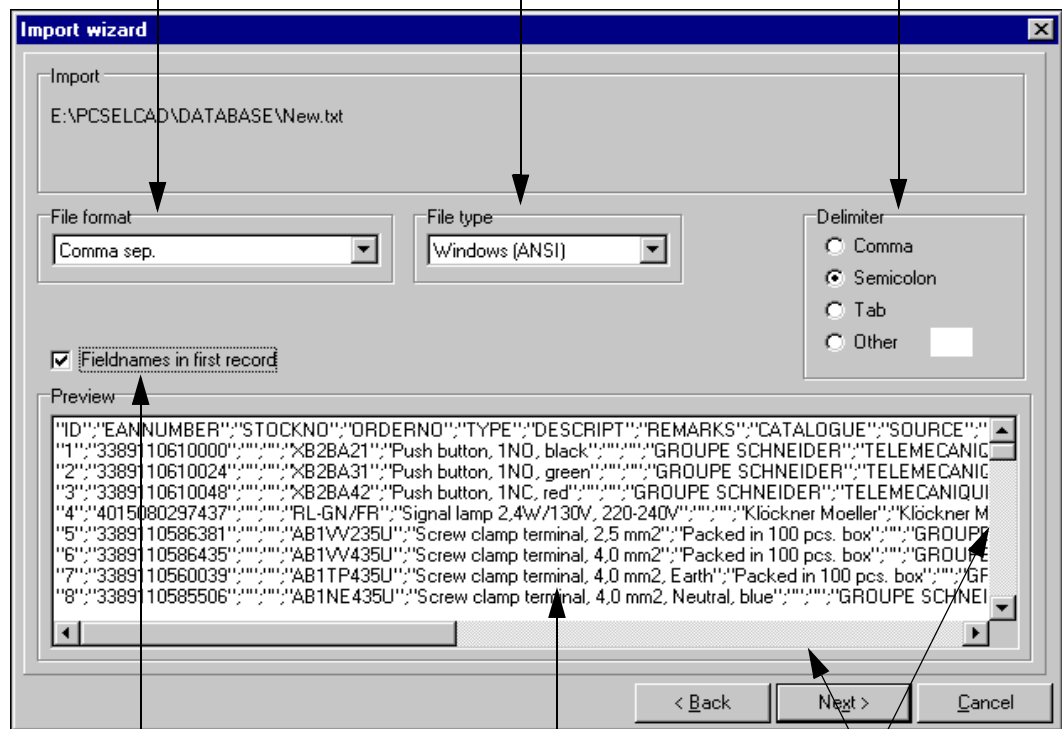 Import wizard
Import
E:\PCSELCAD\DATABASE\New.txt
File format
Comma sep.
File type
Windows (ANSI)
Delimiter
Comma
Semicolon
Tab
Other
Fieldnames in first record
Preview
"ID";"EANNUMBER";"STOCKNO";"ORDERNO";"TYPE";"DESCRIPT";"REMARKS";"CATALOGUE";"SOURCE";"
"1";"3389110610000";"";"";"XB2BA21";"Push button, 1NO, black";"";"";"GROUPE SCHNEIDER";"TELEMECANIQ
"2";"3389110610024";"";"";"XB2BA31";"Push button, 1NO, green";"";"";"GROUPE SCHNEIDER";"TELEMECANIC
"3";"3389110610048";"";"";"XB2BA42";"Push button, 1NC, red";"";"";"GROUPE SCHNEIDER";"TELEMECANIQUI
"4";"4015080297437";"";"";"RL-GN/FR";"Signal lamp 2,4W/130V, 220-240V";"";"";"Klöckner Moeller";"Klöckner M
"5";"3389110586381";"";"";"AB1VV235U";"Screw clamp terminal, 2,5 mm2";"Packed in 100 pcs. box";"";"GROUPE
"6";"3389110586435";"";"";"AB1VV435U";"Screw clamp terminal, 4,0 mm2";"Packed in 100 pcs. box";"";"GROUPE
"7";"3389110560039";"";"";"AB1TP435U";"Screw clamp terminal, 4,0 mm2, Earth";"Packed in 100 pcs. box";"";"GF
"8";"3389110585506";"";"";"AB1NE435U";"Screw clamp terminal, 4,0 mm2, Neutral, blue";"";"";"GROUPE SCHNEI
< Back
Next >
Cancel